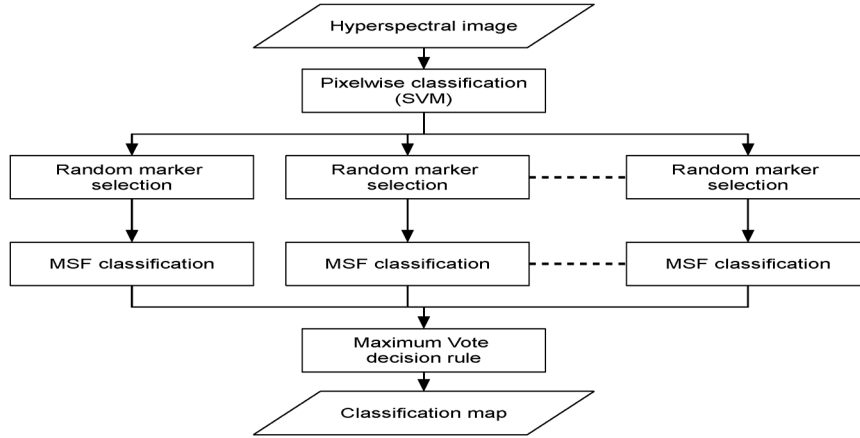 Hyperspectral image
Pixelwise classification
(SVM)
Random marker
selection
Random marker
selection
Random marker
selection
MSF classification
MSF classification
MSF classification
Maximum Vote
decision rule
Classification map